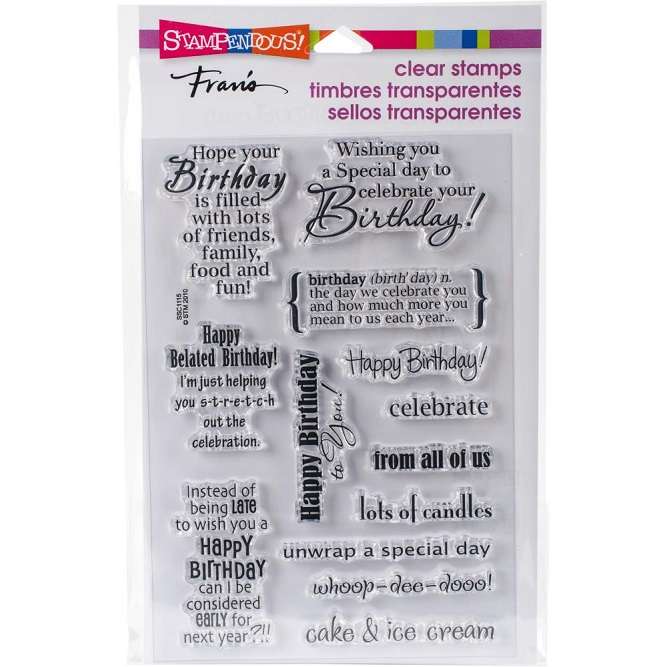 STAMPENDOUS!
Fran's
clear stamps
timbres transparentes
sellos transparentes
Hope your
Birthday
is filled
with lots
of friends,
family,
food and
fun!
Wishing you
a Special day to
celebrate your
Birthday!
SSC1115
© STM 2010
birthday (birth' day) n.
the day we celebrate you
and how much more you
mean to us each year...
Happy
Belated Birthday!
I'm just helping
you s-t-r-e-t-c-h
out the
celebration.
Happy Birthday
to You!
Happy Birthday!
celebrate
from all of us
lots of candles
Instead of
being LATE
to wish you a
HAPPY
BIRTHDAY
can I be
considered
early for
next year?!!
unwrap a special day
whoop-dee-dooo!
cake & ice cream